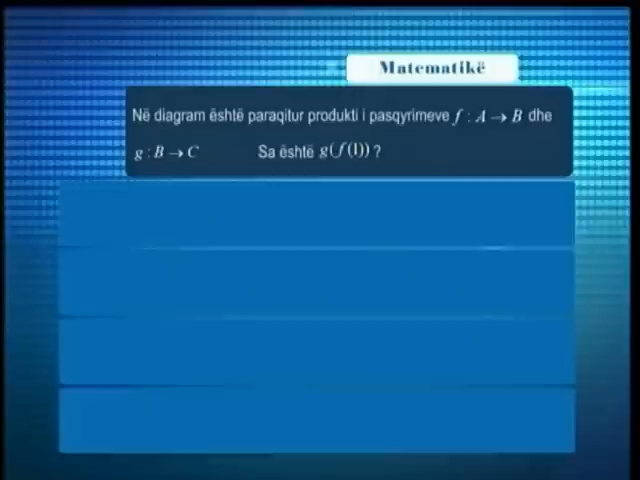 Matematikë
Në diagram është paraqitur produkti i pasqyrimeve f : A → B dhe
g : B → C Sa është g(f(1)) ?